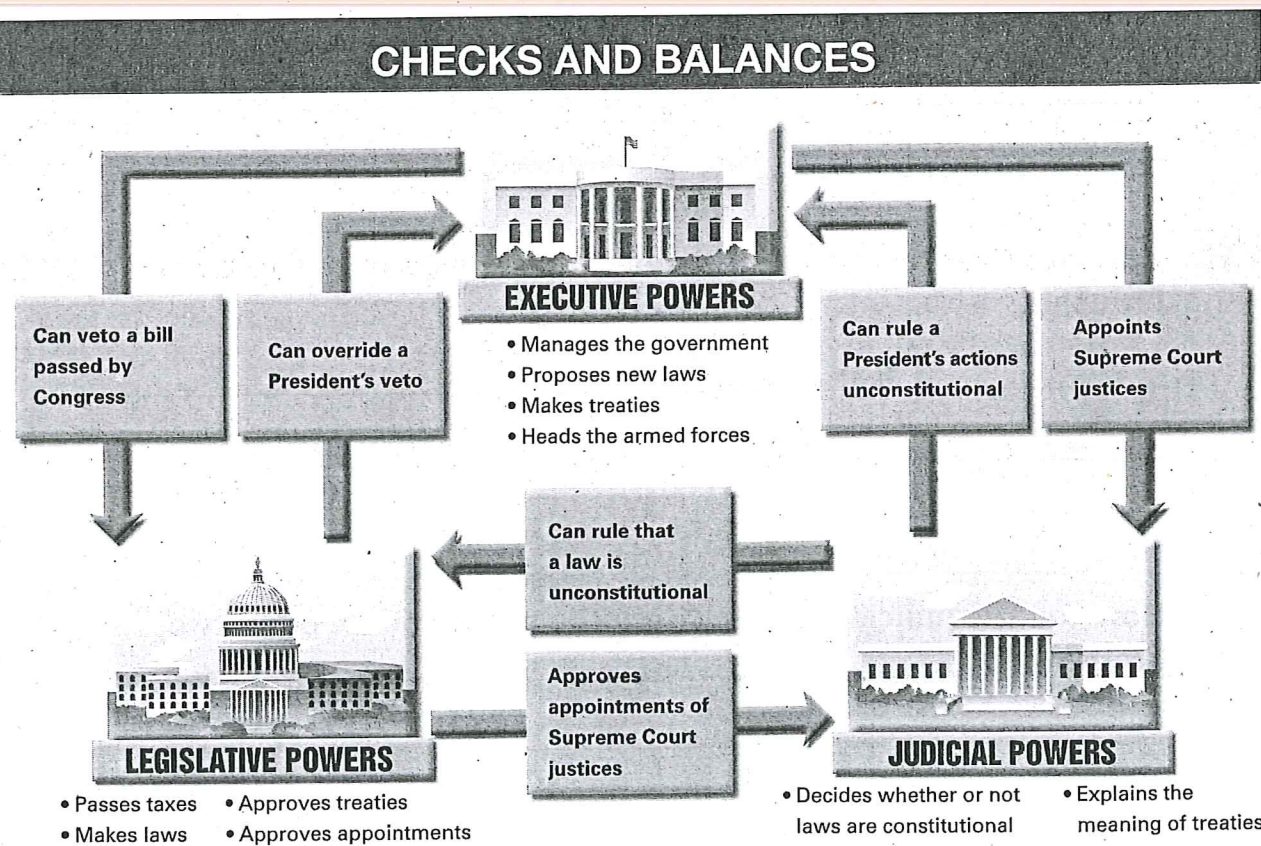 CHECKS AND BALANCES
Can veto a bill
passed by
Congress
Can override a
President's veto
EXECUTIVE POWERS
• Manages the government
• Proposes new laws
• Makes treaties
• Heads the armed forces
Can rule a
President's actions
unconstitutional
Appoints
Supreme Court
justices
Can rule that
a law is
unconstitutional
Approves
appointments of
Supreme Court
justices
LEGISLATIVE POWERS
• Passes taxes
• Makes laws
• Approves treaties
• Approves appointments
JUDICIAL POWERS
• Decides whether or not
laws are constitutional
• Explains the
meaning of treaties